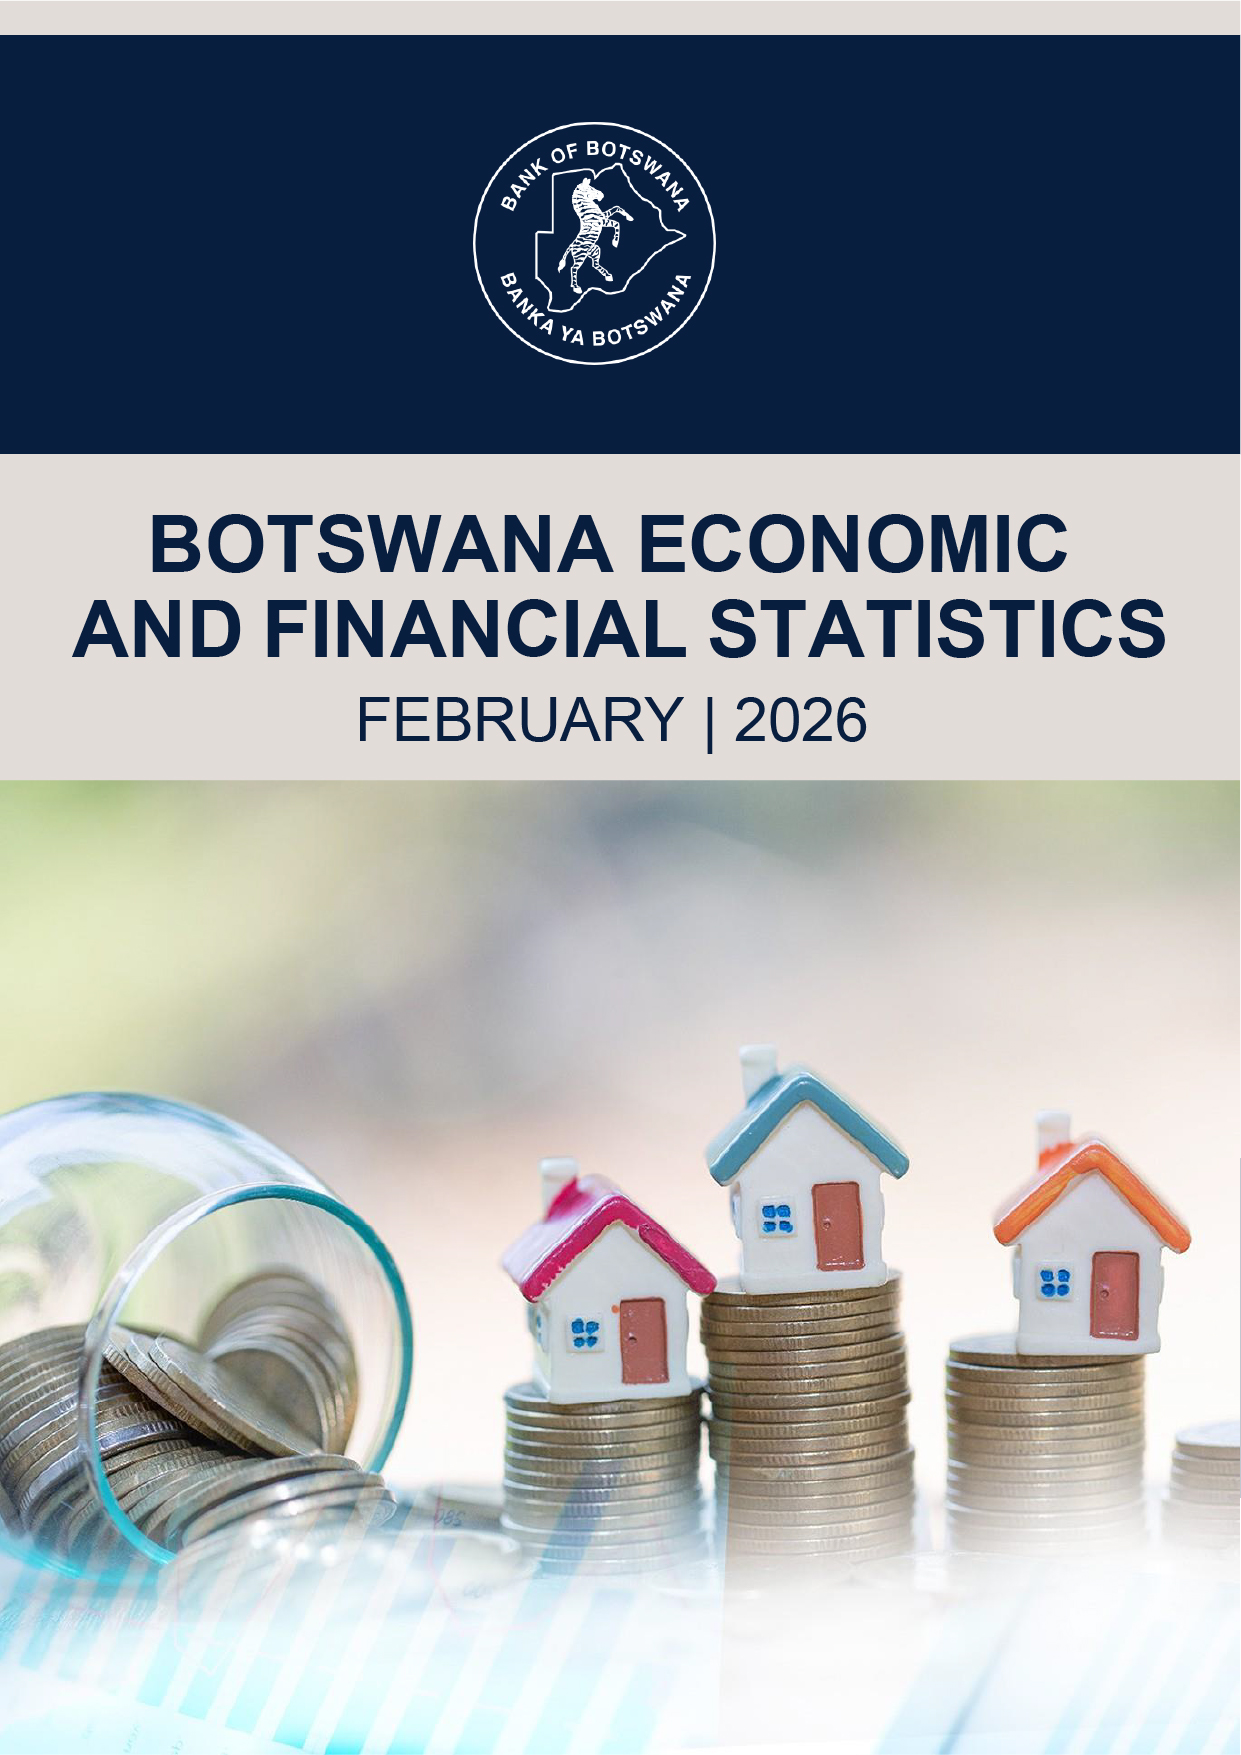 BANK OF BOTSWANA
BANKA YA BOTSWANA
BOTSWANA ECONOMIC
AND FINANCIAL STATISTICS
FEBRUARY | 2026